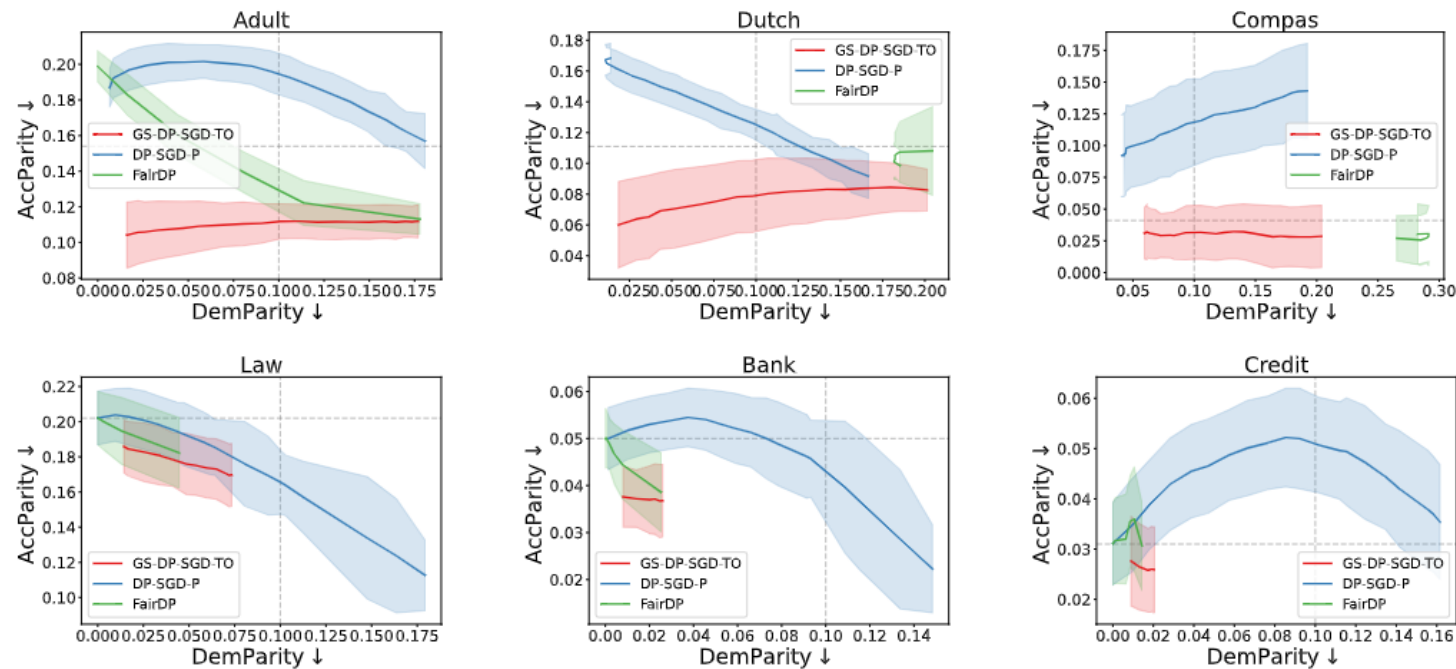 Adult
0.20
0.18
0.16
0.14
0.12
0.10
0.08
AccParity ↓
GS-DP-SGD-TO
DP-SGD-P
FairDP
0.000 0.025 0.050 0.075 0.100 0.125 0.150 0.175
DemParity ↓
Dutch
0.18
0.16
0.14
0.12
0.10
0.08
0.06
0.04
AccParity ↓
GS-DP-SGD-TO
DP-SGD-P
FairDP
0.025 0.050 0.075 0.100 0.125 0.150 0.175 0.200
DemParity ↓
Compas
0.175
0.150
0.125
0.100
0.075
0.050
0.025
0.000
AccParity ↓
GS-DP-SGD-TO
DP-SGD-P
FairDP
0.05 0.10 0.15 0.20 0.25 0.30
DemParity ↓
Law
0.22
0.20
0.18
0.16
0.14
0.12
0.10
AccParity ↓
GS-DP-SGD-TO
DP-SGD-P
FairDP
0.000 0.025 0.050 0.075 0.100 0.125 0.150 0.175
DemParity ↓
Bank
0.06
0.05
0.04
0.03
0.02
AccParity ↓
GS-DP-SGD-TO
DP-SGD-P
FairDP
0.00 0.02 0.04 0.06 0.08 0.10 0.12 0.14
DemParity ↓
Credit
0.06
0.05
0.04
0.03
0.02
AccParity ↓
GS-DP-SGD-TO
DP-SGD-P
FairDP
0.00 0.02 0.04 0.06 0.08 0.10 0.12 0.14 0.16
DemParity ↓